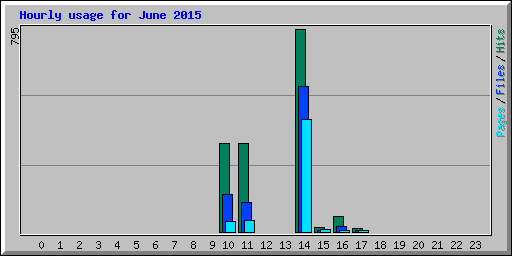 Hourly usage for June 2015
795
Pages/Files/Hits
0 1 2 3 4 5 6 7 8 9 10 11 12 13 14 15 16 17 18 19 20 21 22 23